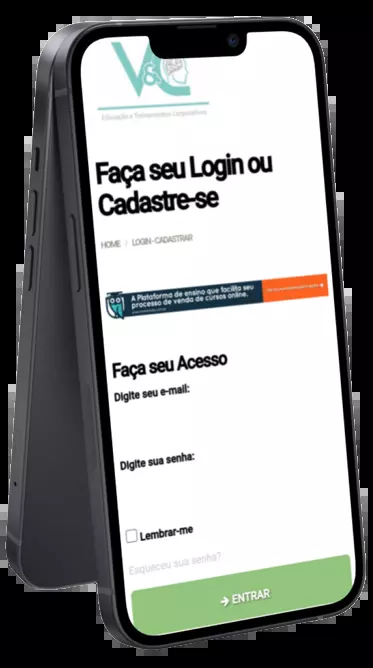 V&C
Educação e Treinamentos Corporativos
Faça seu Login ou
Cadastre-se
HOME / LOGIN-CADASTRAR
A Plataforma de ensino que facilita seu
processo de venda de cursos online.
Faça seu Acesso
Digite seu e-mail:
Digite sua senha:
Lembrar-me
Esqueceu sua senha?
→ ENTRAR